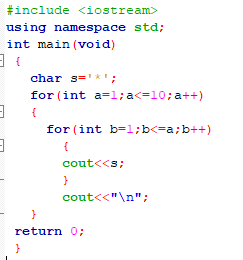 #include <iostream>
using namespace std;
int main(void)
{
char s='*';
for(int a=1;a<=10;a++)
{
for(int b=1;b<=a;b++)
{
cout<<s;
}
cout<<"\n";
}
return 0;
}